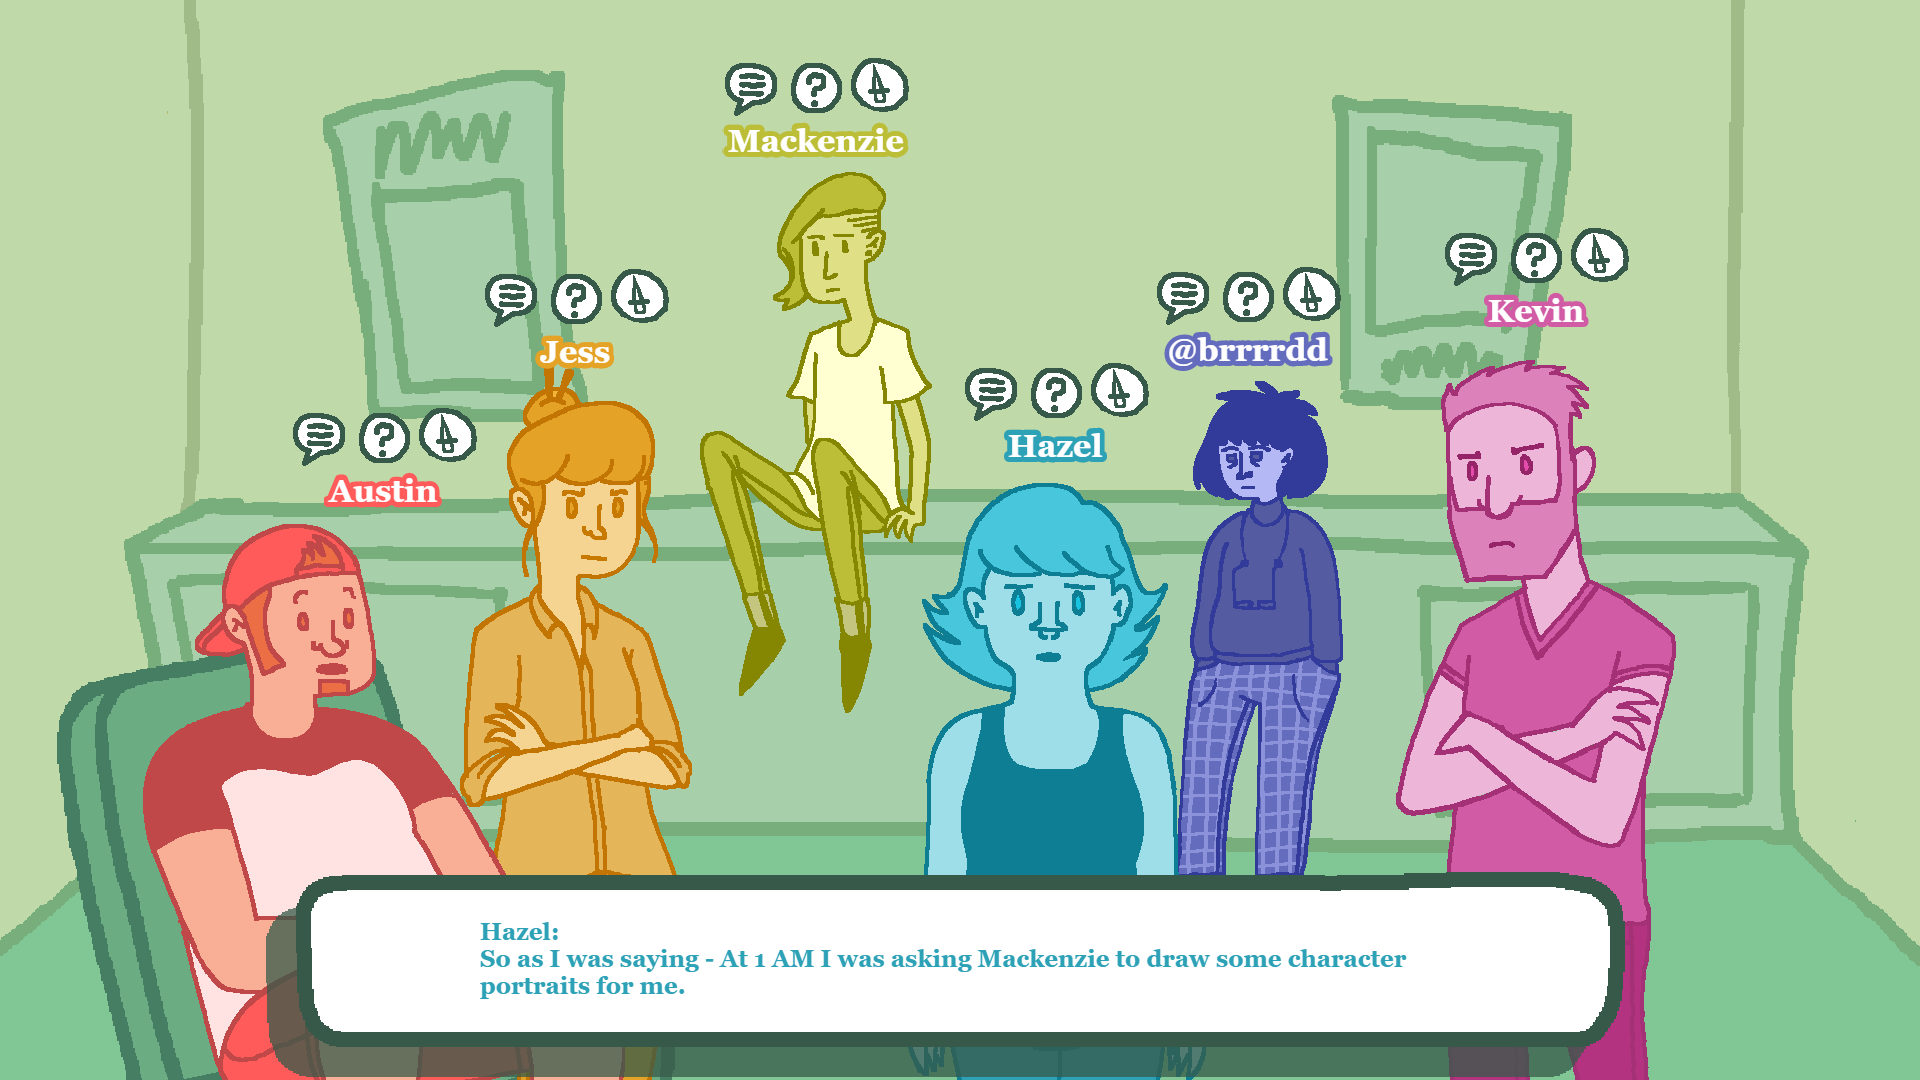 Mackenzie
Kevin
Jess
@brrrrdd
Hazel
Austin
Hazel:
So as I was saying - At 1 AM I was asking Mackenzie to draw some character
portraits for me.